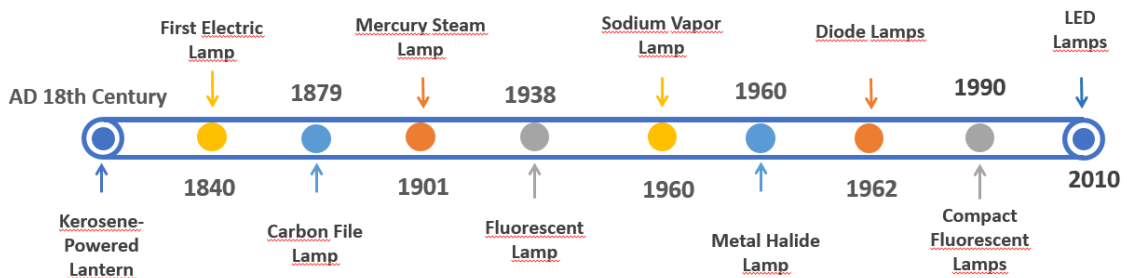 First Electric
Lamp
Mercury Steam
Lamp
Sodium Vapor
Lamp
Diode Lamps
LED
Lamps
AD 18th Century
1879
1938
1960
1990
1840
1901
1960
1962
2010
Kerosene-
Powered
Lantern
Carbon File
Lamp
Fluorescent
Lamp
Metal Halide
Lamp
Compact
Fluorescent
Lamps